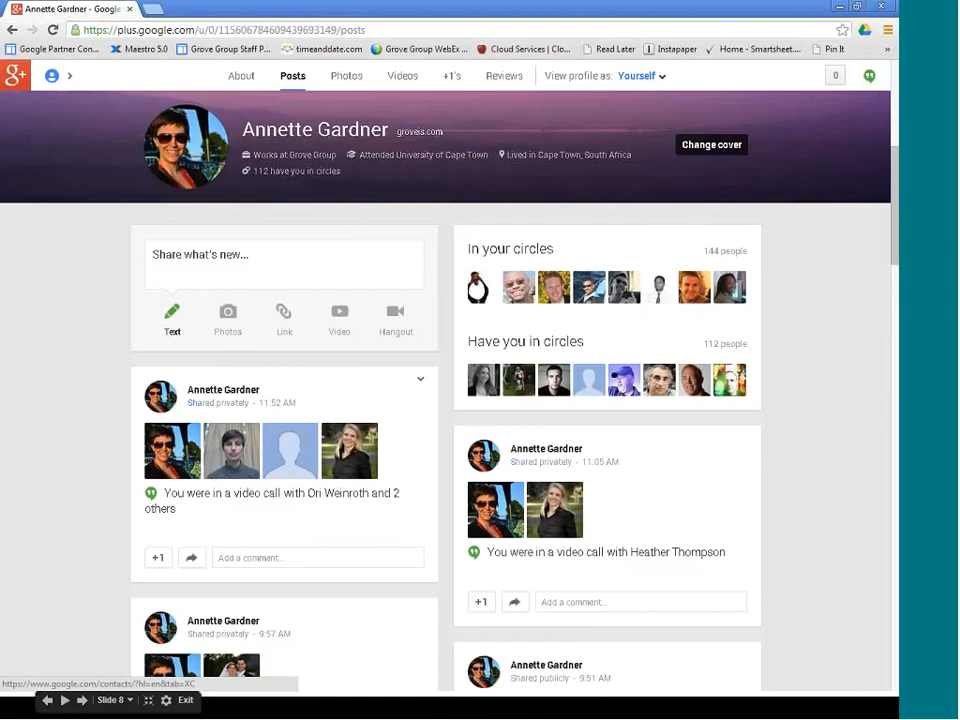 Annette Gardner - Google
https://plus.google.com/u/0/115606784609439693149/posts
Google Partner Con... Maestro 5.0 Grove Group Staff P... timeanddate.com Grove Group WebEx ... Cloud Services | Clo... Read Later Instapaper Home - Smartsheet.... Pin It »
g+ About Posts Photos Videos +1's Reviews View profile as: Yourself 0
Annette Gardner groveis.com
Works at Grove Group Attended University of Cape Town Lived in Cape Town, South Africa
112 have you in circles
Change cover
Share what's new...
Text Photos Link Video Hangout
Annette Gardner
Shared privately - 11:52 AM
You were in a video call with Ori Weinroth and 2
others
+1 Add a comment...
Annette Gardner
Shared privately - 9:57 AM
In your circles 144 people
Have you in circles 112 people
Annette Gardner
Shared privately - 11:05 AM
You were in a video call with Heather Thompson
+1 Add a comment...
Annette Gardner
Shared publicly - 9:51 AM
https://www.google.com/contacts/?hl=en&tab=XC
Slide 8 Exit